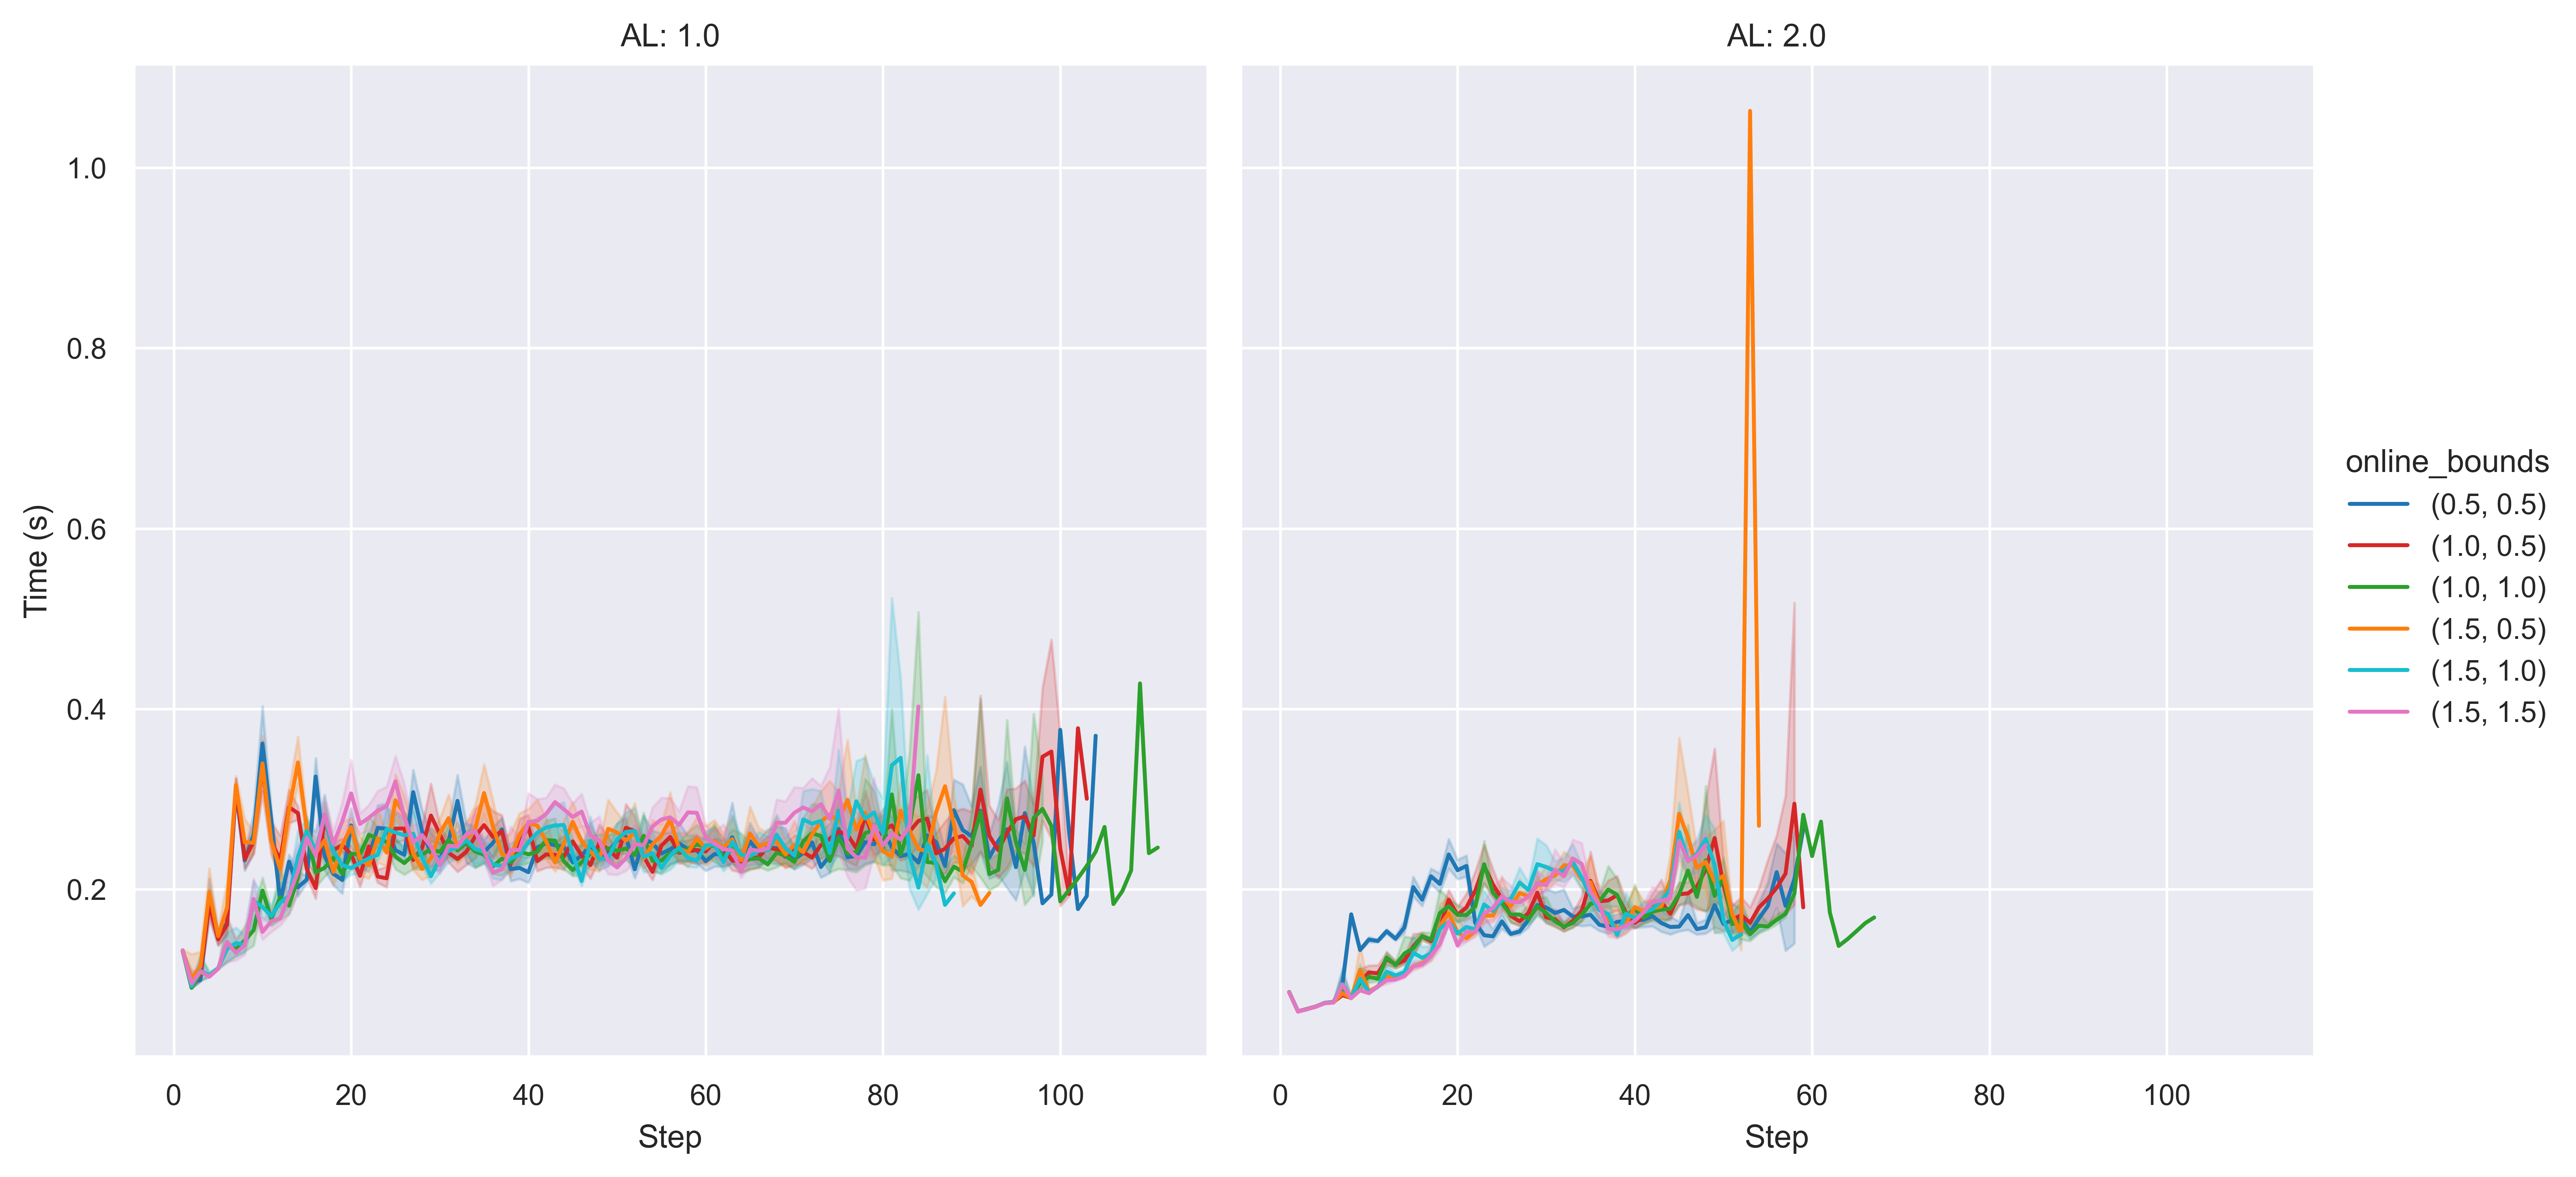 AL: 1.0
AL: 2.0
Time (s)
1.0
0.8
0.6
0.4
0.2
0 20 40 60 80 100
0 20 40 60 80 100
Step
Step
online_bounds
(0.5, 0.5)
(1.0, 0.5)
(1.0, 1.0)
(1.5, 0.5)
(1.5, 1.0)
(1.5, 1.5)